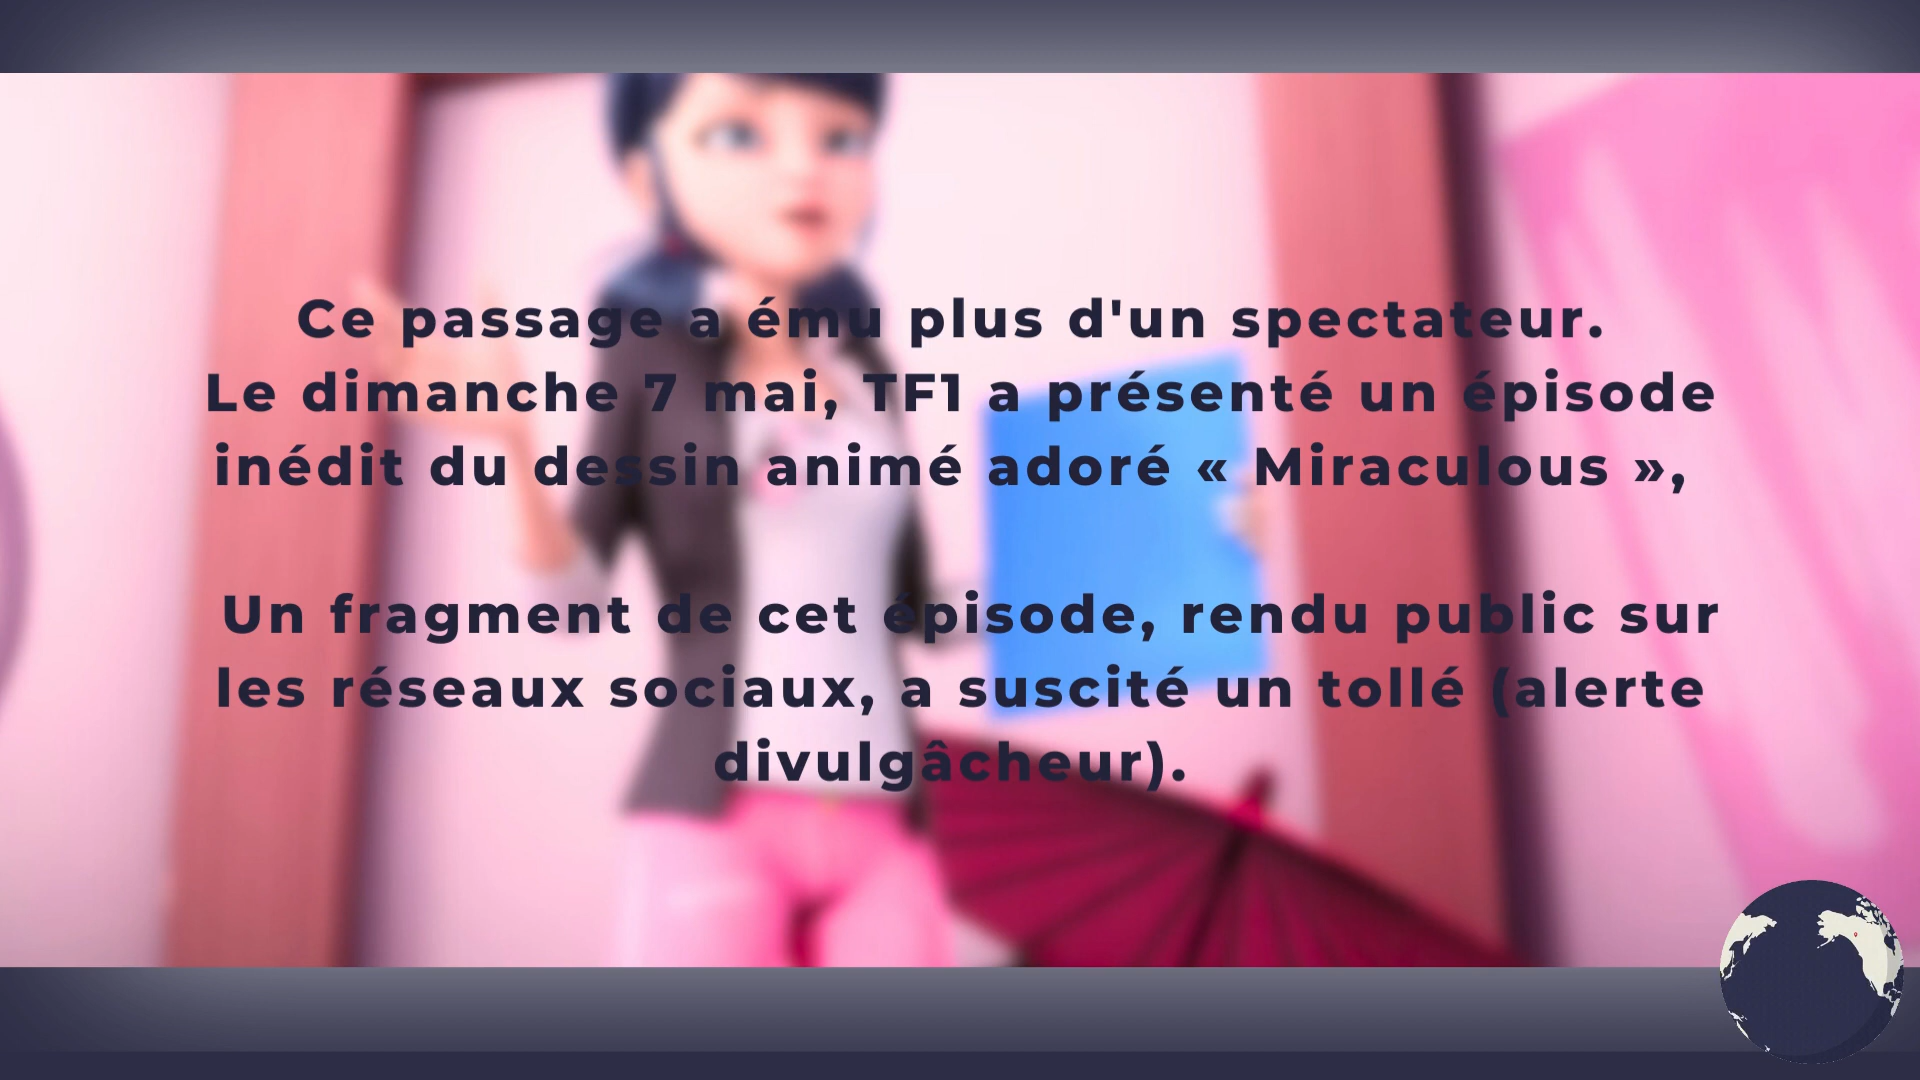 Ce passage a ému plus d'un spectateur.
Le dimanche 7 mai, TF1 a présenté un épisode
inédit du dessin animé adoré « Miraculous »,
Un fragment de cet épisode, rendu public sur
les réseaux sociaux, a suscité un tollé (alerte
divulgâcheur).